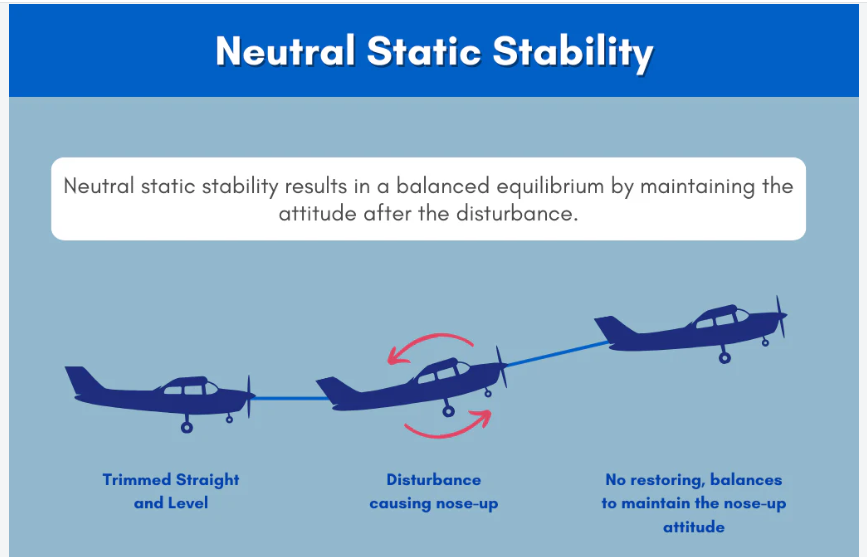 Neutral Static Stability
Neutral static stability results in a balanced equilibrium by maintaining the
attitude after the disturbance.
Trimmed Straight
and Level
Disturbance
causing nose-up
No restoring, balances
to maintain the nose-up
attitude